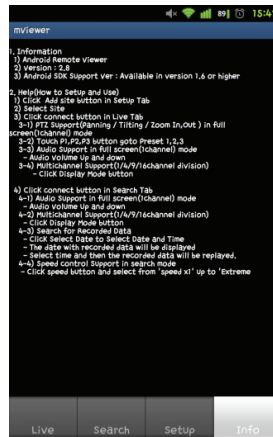 89% 15:4
mViewer
1. Information
1) Android Remote Viewer
2) Version : 2.8
3) Android SDK Support Ver : Available in version 1.6 or higher
2. Help(How to Setup and Use)
1) Click Add site button in Setup Tab
2) Select Site
3) Click connect button in Live Tab
3-1) PTZ Support(Panning / Tilting / Zoom In,Out ) in full
screen(1channel) mode
3-2) Touch P1,P2,P3 button goto Preset 1,2,3
3-3) Audio Support in full screen(1channel) mode
- Audio Volume Up and down
3-4) Multichannel Support(1/4/9/16channel division)
- Click Display Mode button
4) Click connect button in Search Tab
4-1) Audio Support in full screen(1channel) mode
- Audio Volume Up and down
4-2) Multichannel Support(1/4/9/16channel division)
- Click Display Mode button
4-3) Search for Recorded Data
- Click Select Date to Select Date and Time
- The date with recorded data will be displayed
- Select time and then the recorded data will be replayed.
4-4) Speed control Support in search mode
- Click speed button and select from 'speed x1' up to 'Extreme
Live Search Setup Info